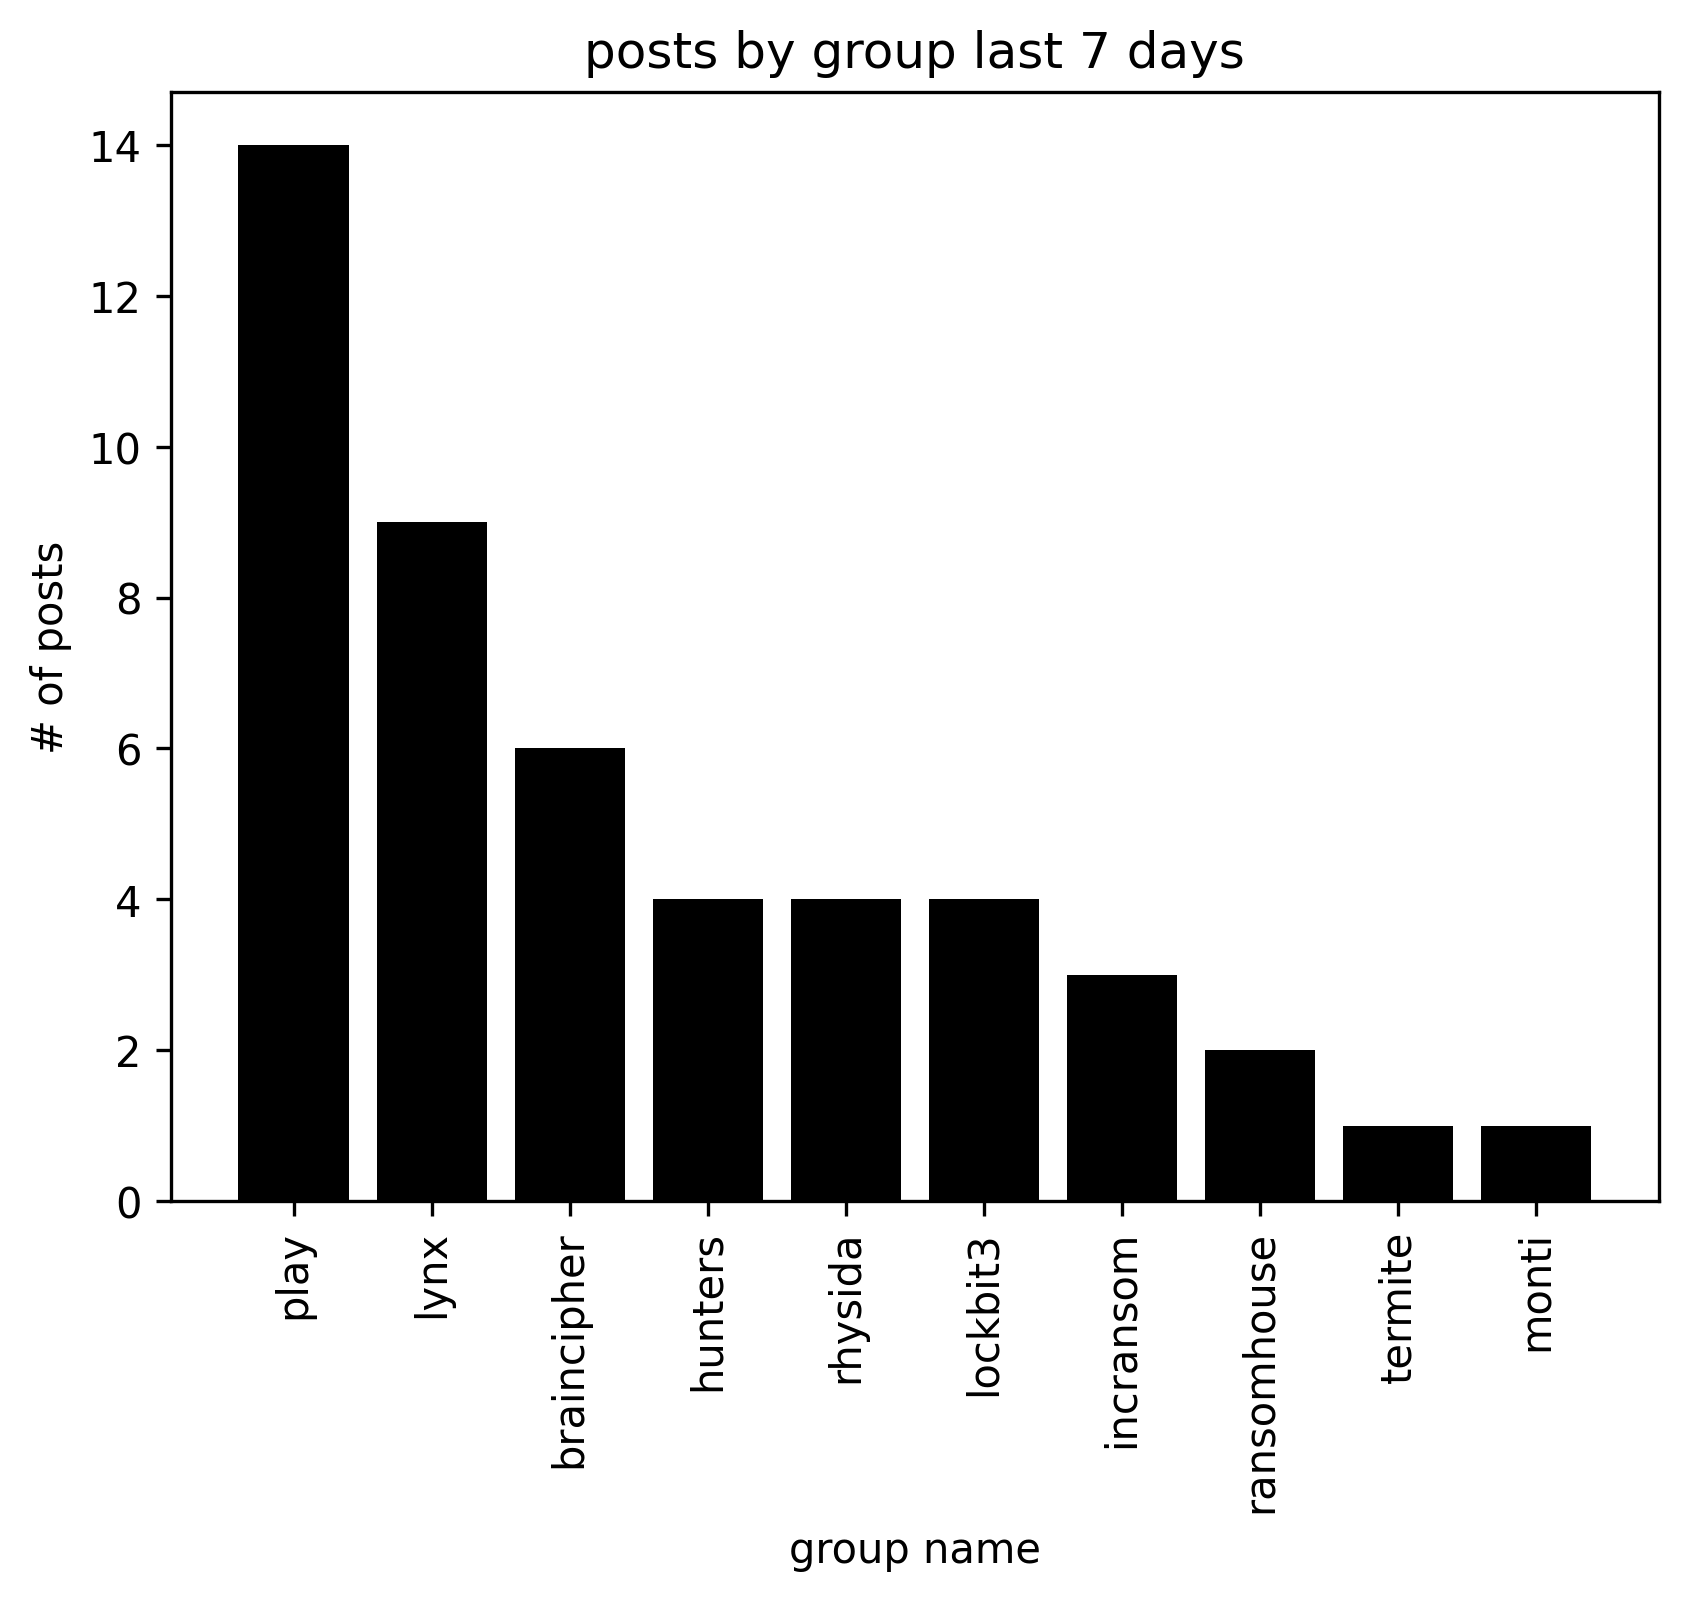 posts by group last 7 days
14
12
10
8
6
4
2
0
# of posts
play
lynx
braincipher
hunters
rhysida
lockbit3
incransom
ransomhouse
termite
monti
group name